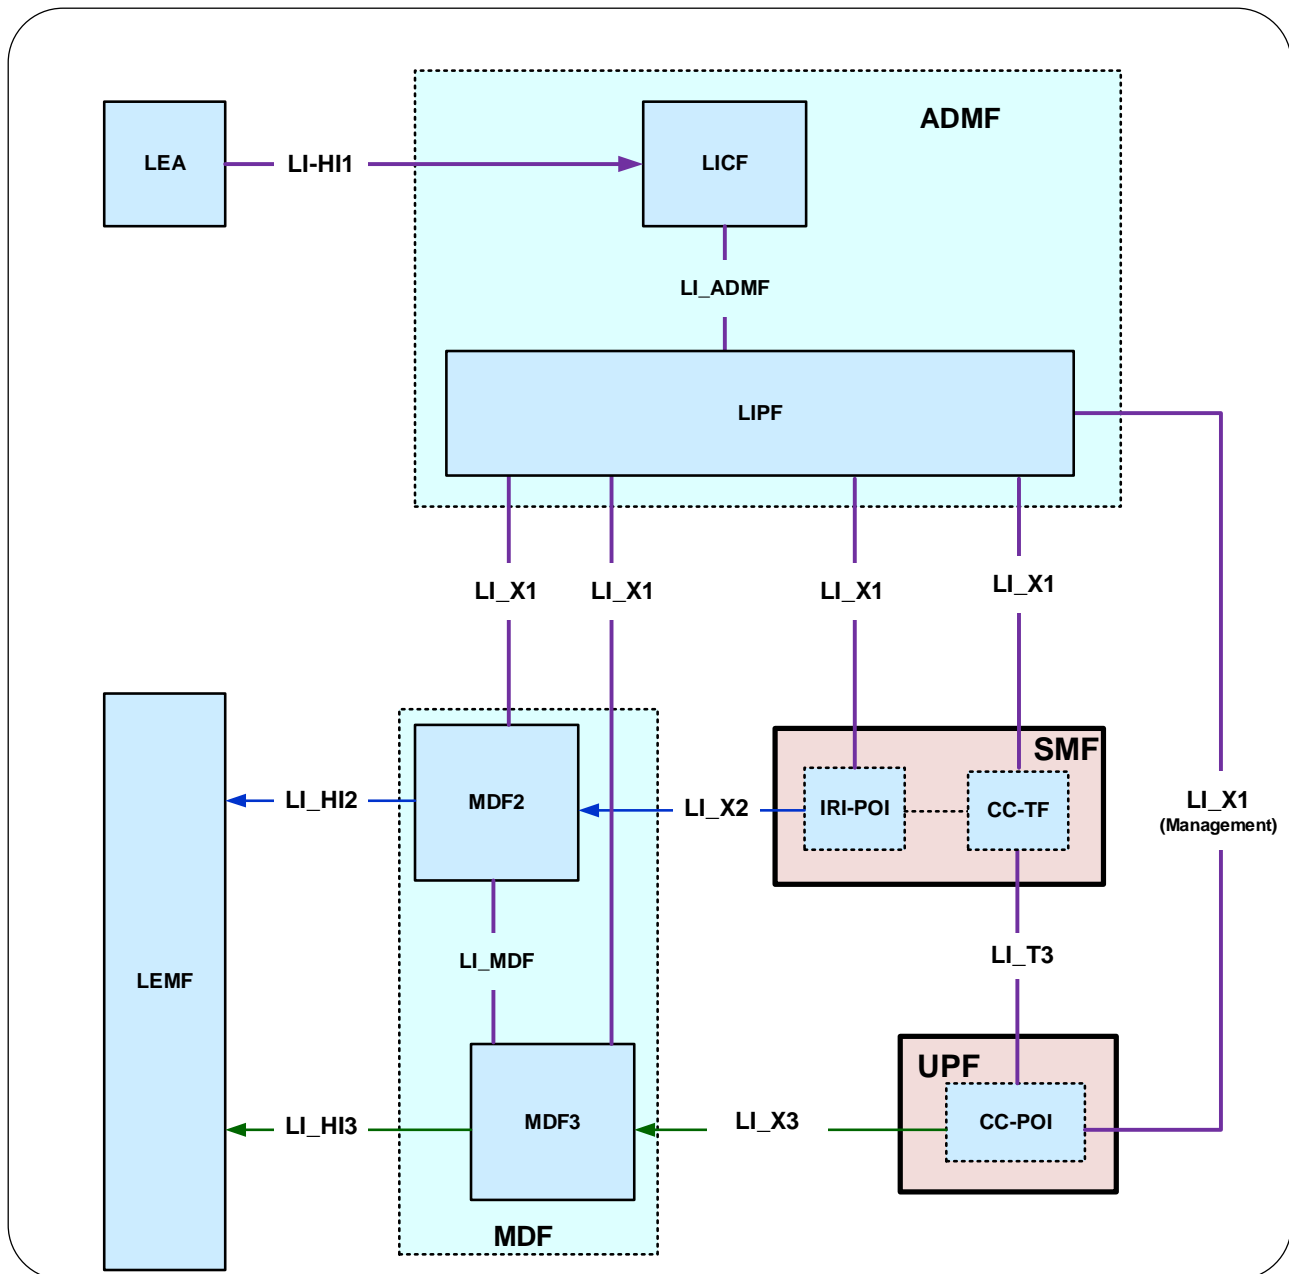 ADMF
LEA
LI-HI1
LICF
LI_ADMF
LIPF
LI_X1
LI_X1
LI_X1
LI_X1
SMF
LI_HI2
MDF2
LI_X2
IRI-POI
CC-TF
LI_X1
(Management)
LI_MDF
LI_T3
LEMF
UPF
LI_HI3
MDF3
LI_X3
CC-POI
MDF